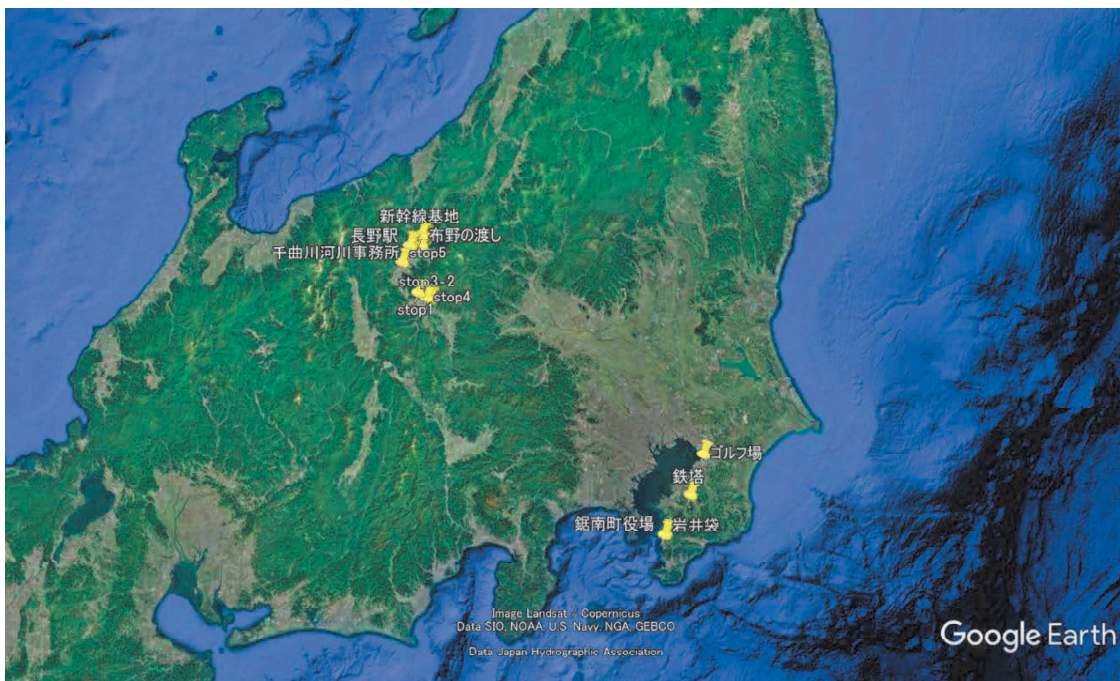 新幹線基地
長野駅
布野の渡し
千曲川河川事務所
stop5
stop3-2
stop4
stop1
ゴルフ場
鉄塔
鋸南町役場
岩井袋
Image Landsat / Copernicus
Data SIO, NOAA, U.S. Navy, NGA, GEBCO
Data Japan Hydrographic Association
Google Earth